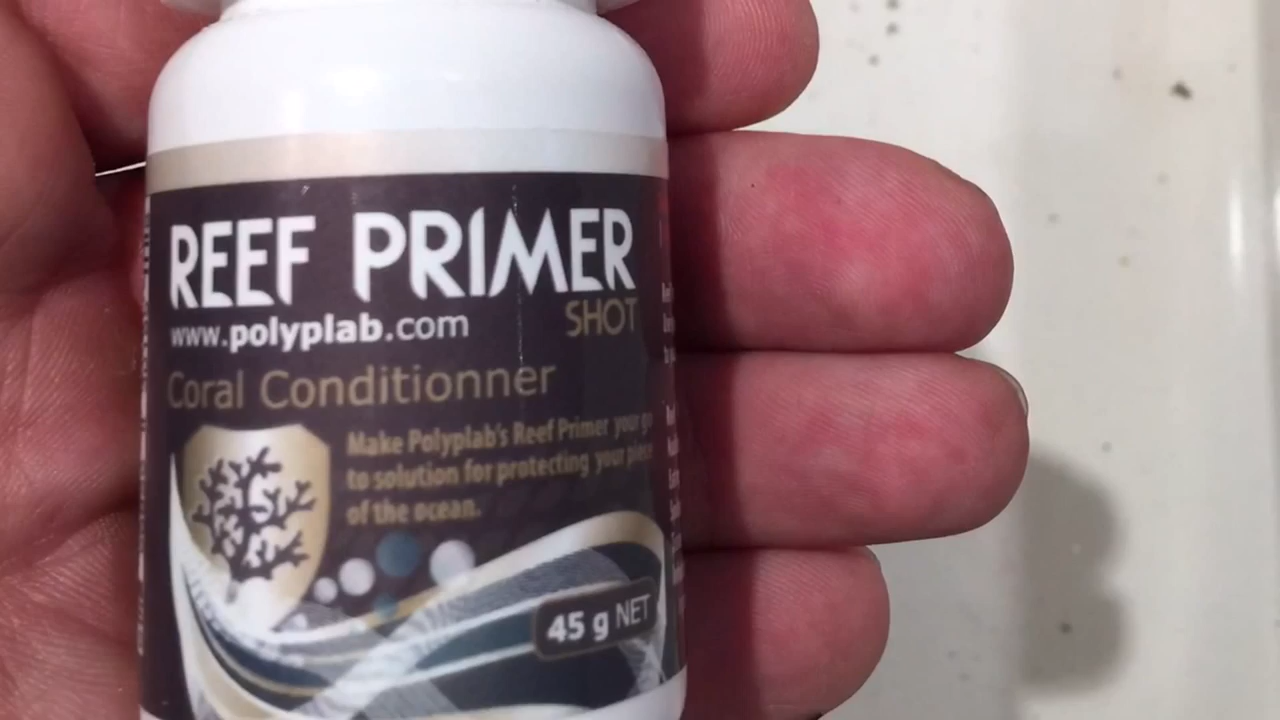 REEF PRIMER
SHOT
www.polyplab.com
Coral Conditionner
Make Polyplab's Reef Primer your go
to solution for protecting your piece
of the ocean.
45 g NET